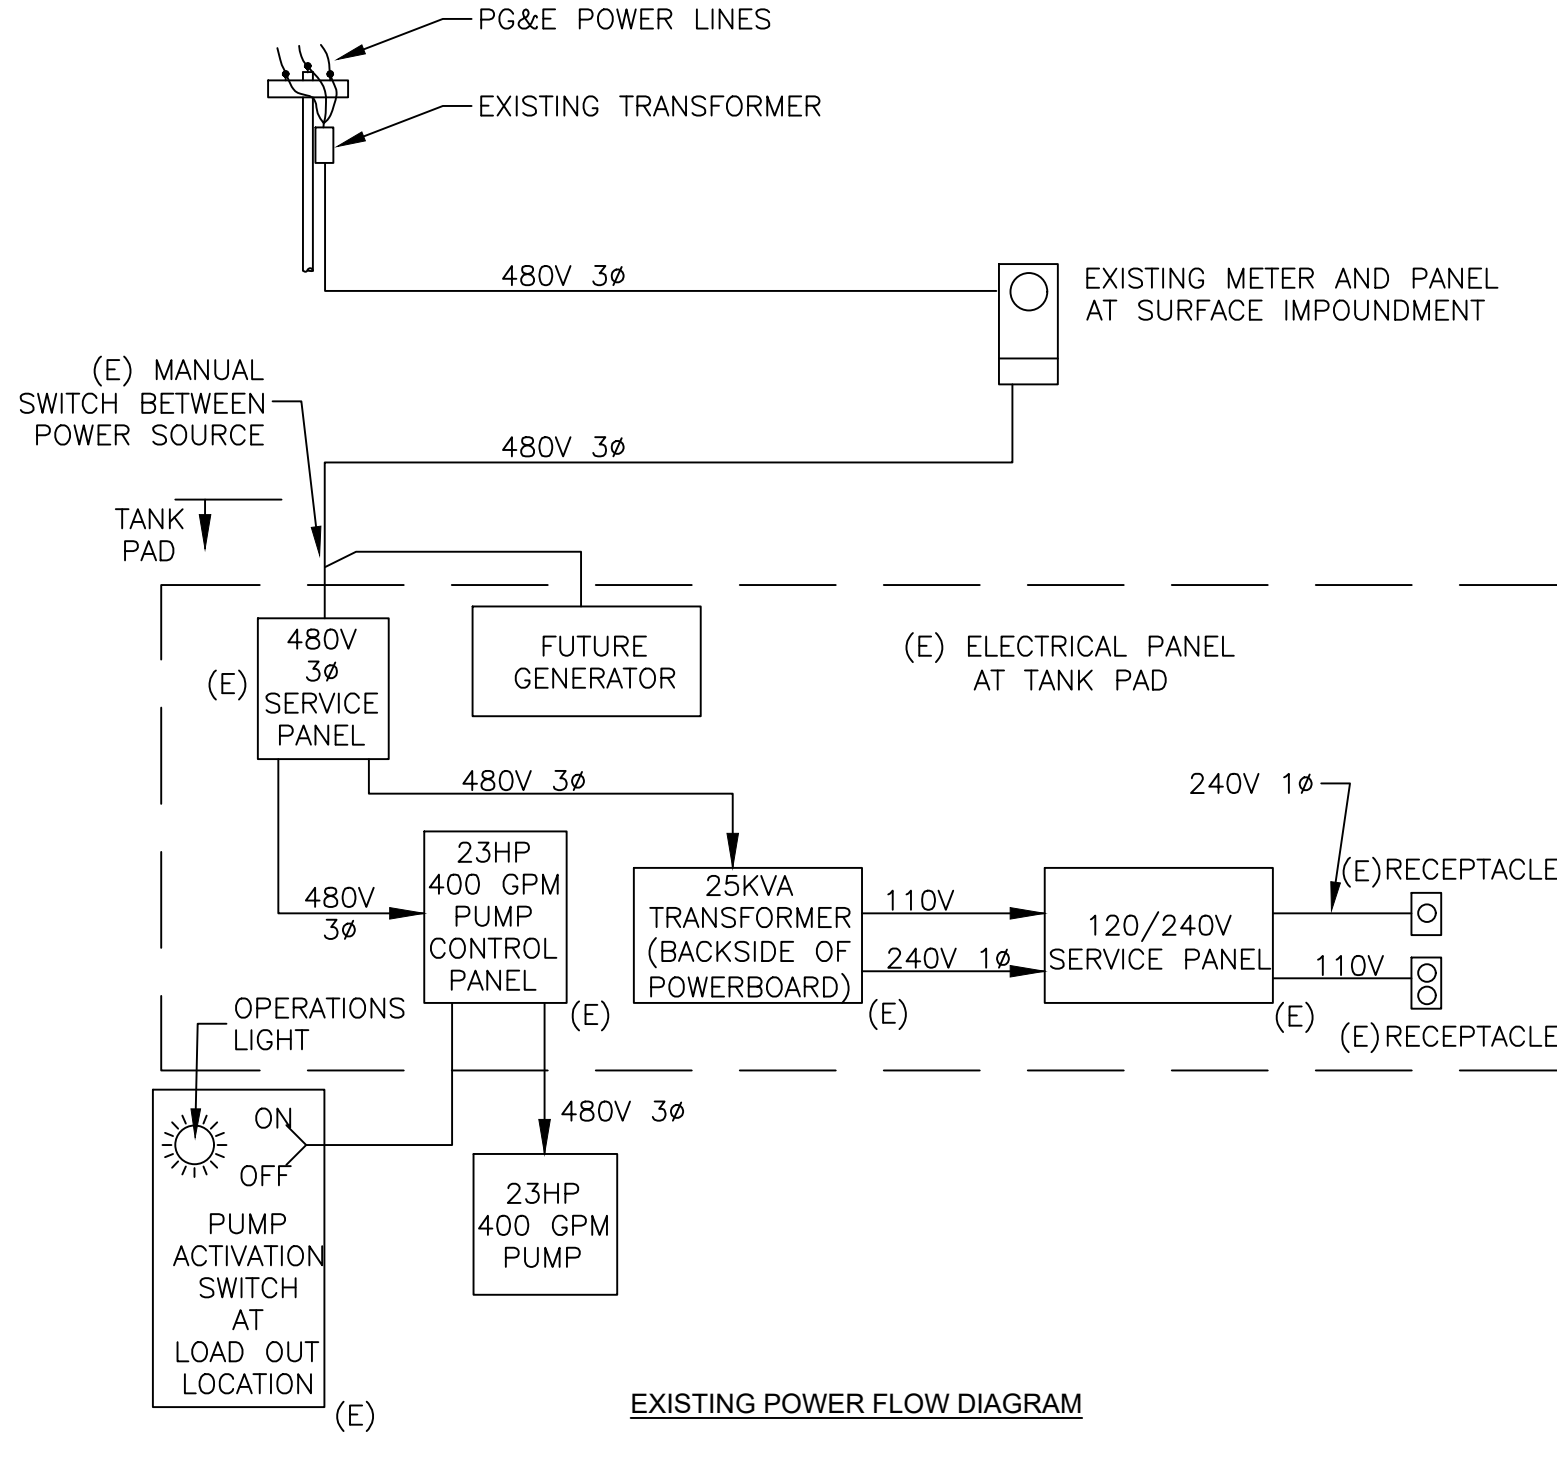 PG&E POWER LINES
EXISTING TRANSFORMER
480V 3ø
EXISTING METER AND PANEL
AT SURFACE IMPOUNDMENT
(E) MANUAL
SWITCH BETWEEN
POWER SOURCE
480V 3ø
TANK
PAD
480V
3ø
SERVICE
PANEL
(E)
FUTURE
GENERATOR
(E) ELECTRICAL PANEL
AT TANK PAD
480V 3ø
240V 1ø
480V
3ø
23HP
400 GPM
PUMP
CONTROL
PANEL
(E)
25KVA
TRANSFORMER
(BACKSIDE OF
POWERBOARD)
(E)
110V
240V 1ø
120/240V
SERVICE PANEL
(E)
(E)RECEPTACLE
110V
(E)RECEPTACLE
OPERATIONS
LIGHT
ON
OFF
PUMP
ACTIVATION
SWITCH
AT
LOAD OUT
LOCATION
(E)
480V 3ø
23HP
400 GPM
PUMP
EXISTING POWER FLOW DIAGRAM